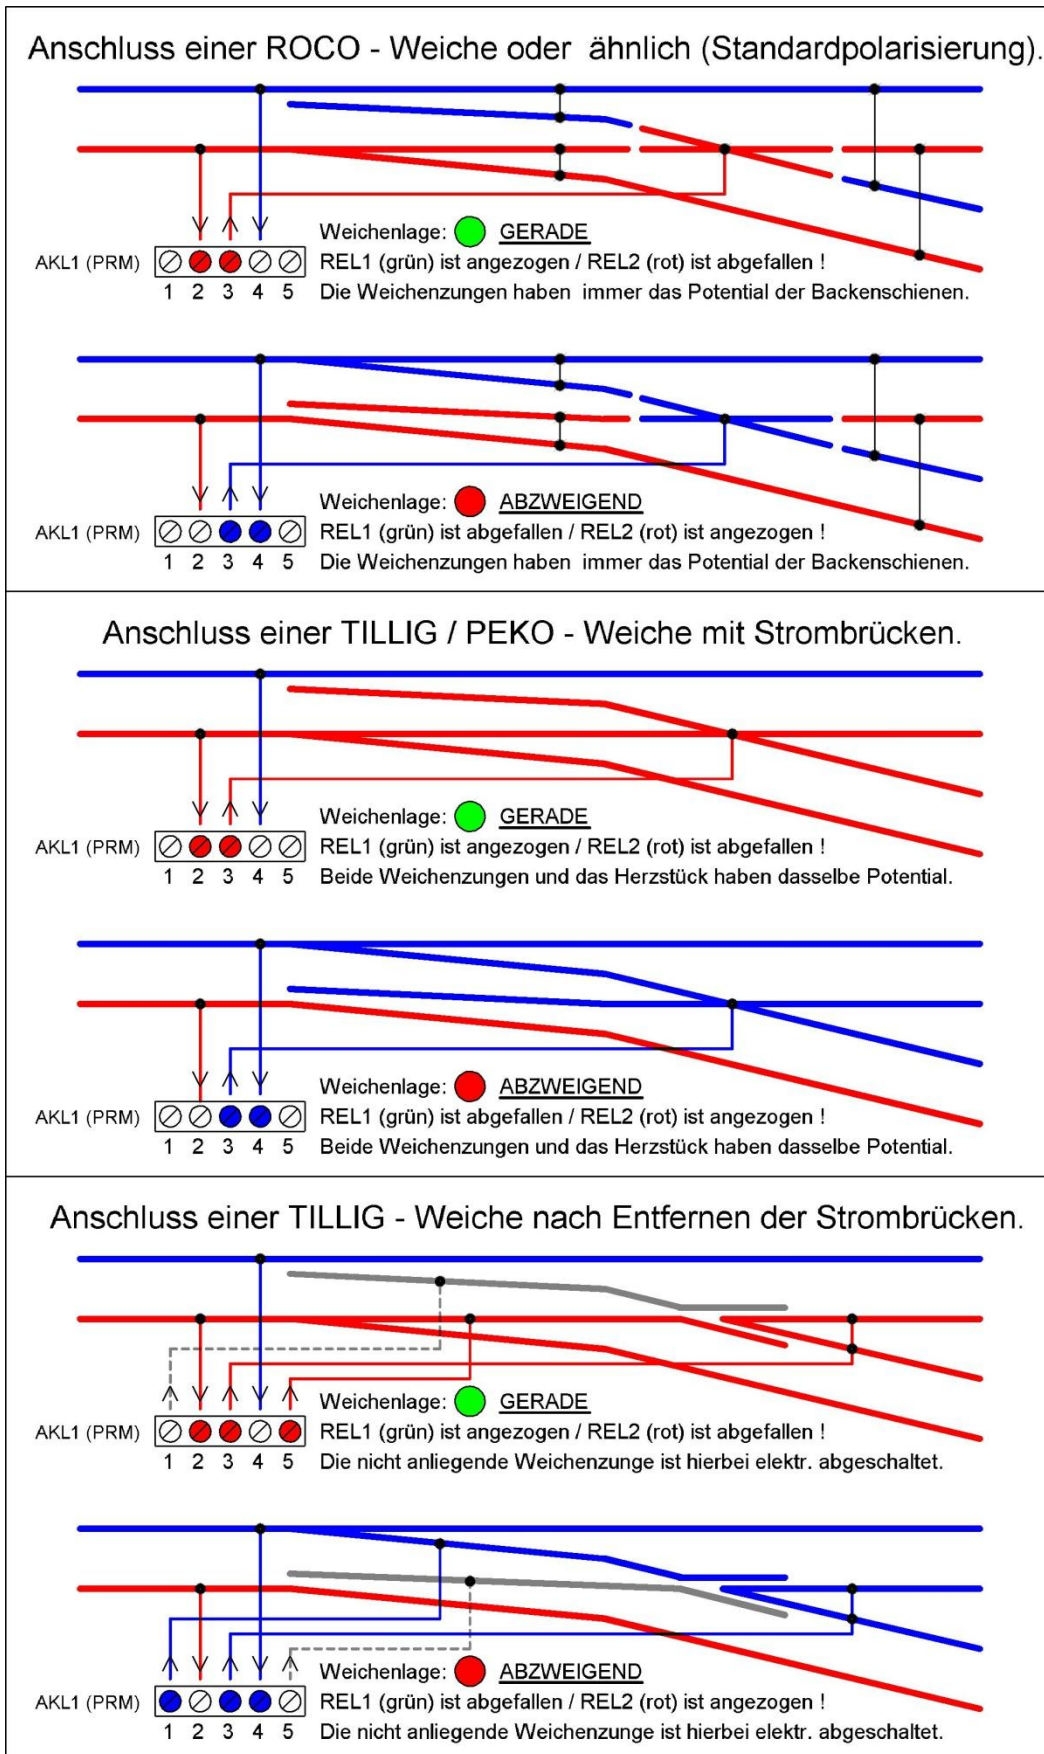 Anschluss einer ROCO - Weiche oder ähnlich (Standardpolarisierung).
Weichenlage: GERADE
AKL1 (PRM) REL1 (grün) ist angezogen / REL2 (rot) ist abgefallen !
1 2 3 4 5 Die Weichenzungen haben immer das Potential der Backenschienen.
Weichenlage: ABZWEIGEND
AKL1 (PRM) REL1 (grün) ist abgefallen / REL2 (rot) ist angezogen !
1 2 3 4 5 Die Weichenzungen haben immer das Potential der Backenschienen.
Anschluss einer TILLIG / PEKO - Weiche mit Strombrücken.
Weichenlage: GERADE
AKL1 (PRM) REL1 (grün) ist angezogen / REL2 (rot) ist abgefallen !
1 2 3 4 5 Beide Weichenzungen und das Herzstück haben dasselbe Potential.
Weichenlage: ABZWEIGEND
AKL1 (PRM) REL1 (grün) ist abgefallen / REL2 (rot) ist angezogen !
1 2 3 4 5 Beide Weichenzungen und das Herzstück haben dasselbe Potential.
Anschluss einer TILLIG - Weiche nach Entfernen der Strombrücken.
Weichenlage: GERADE
AKL1 (PRM) REL1 (grün) ist angezogen / REL2 (rot) ist abgefallen !
1 2 3 4 5 Die nicht anliegende Weichenzunge ist hierbei elektr. abgeschaltet.
Weichenlage: ABZWEIGEND
AKL1 (PRM) REL1 (grün) ist abgefallen / REL2 (rot) ist angezogen !
1 2 3 4 5 Die nicht anliegende Weichenzunge ist hierbei elektr. abgeschaltet.